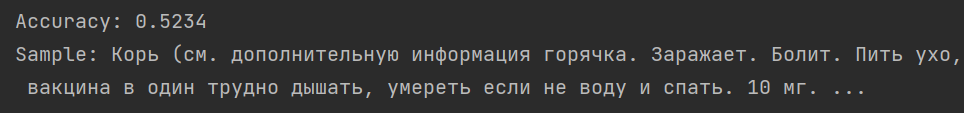 Accuracy: 0.5234
Sample: Корь (см. дополнительную информация горячка. Заражает. Болит. Пить ухо,
вакцина в один трудно дышать, умереть если не воду и спать. 10 мг. ...